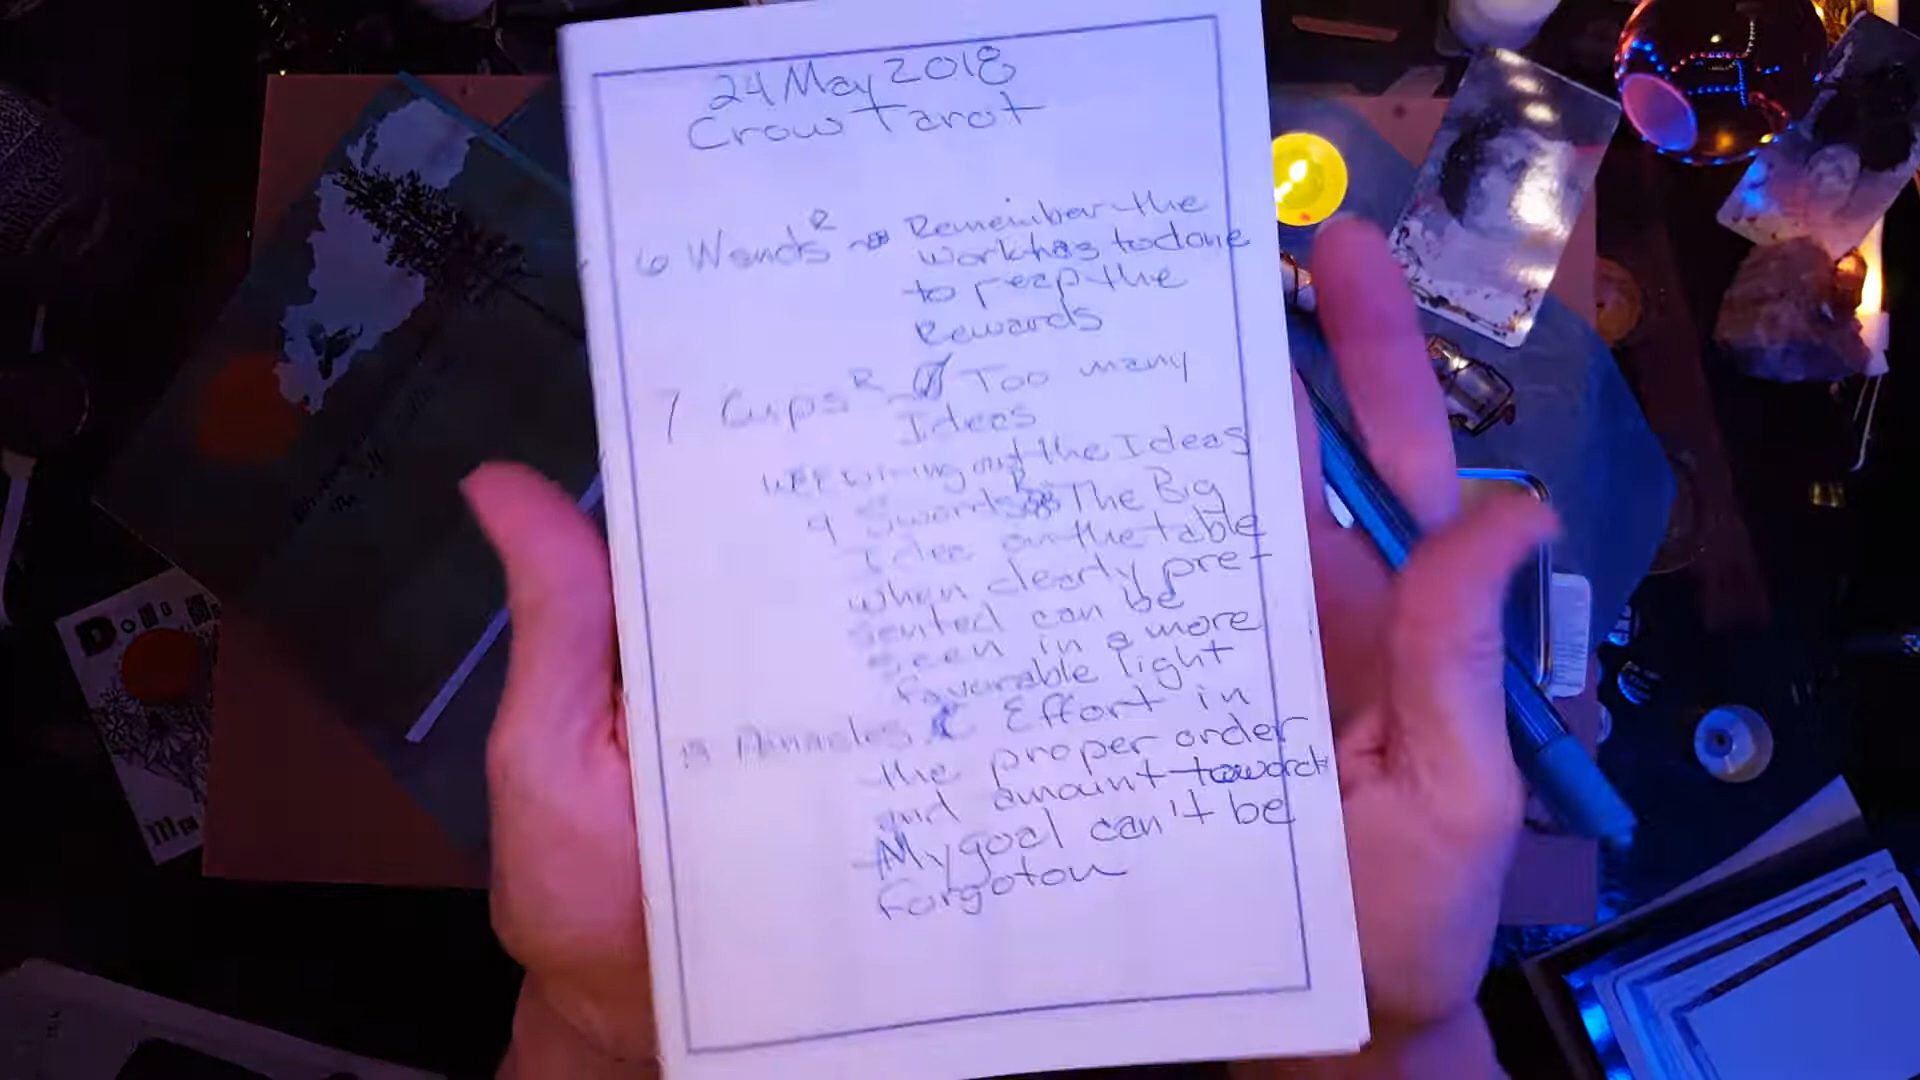 24 May 2018
Crow Tarot
6 Wands R Remember the
work has to done
to reap the
Rewards
7 Cups R Too many
Ideas
out the Ideas
9 Swords R The Big
Idea on the table
when clearly pre-
sented can be
seen in a more
favorable light
Effort in
the proper order
and amount toward
My goal can't be
forgoton